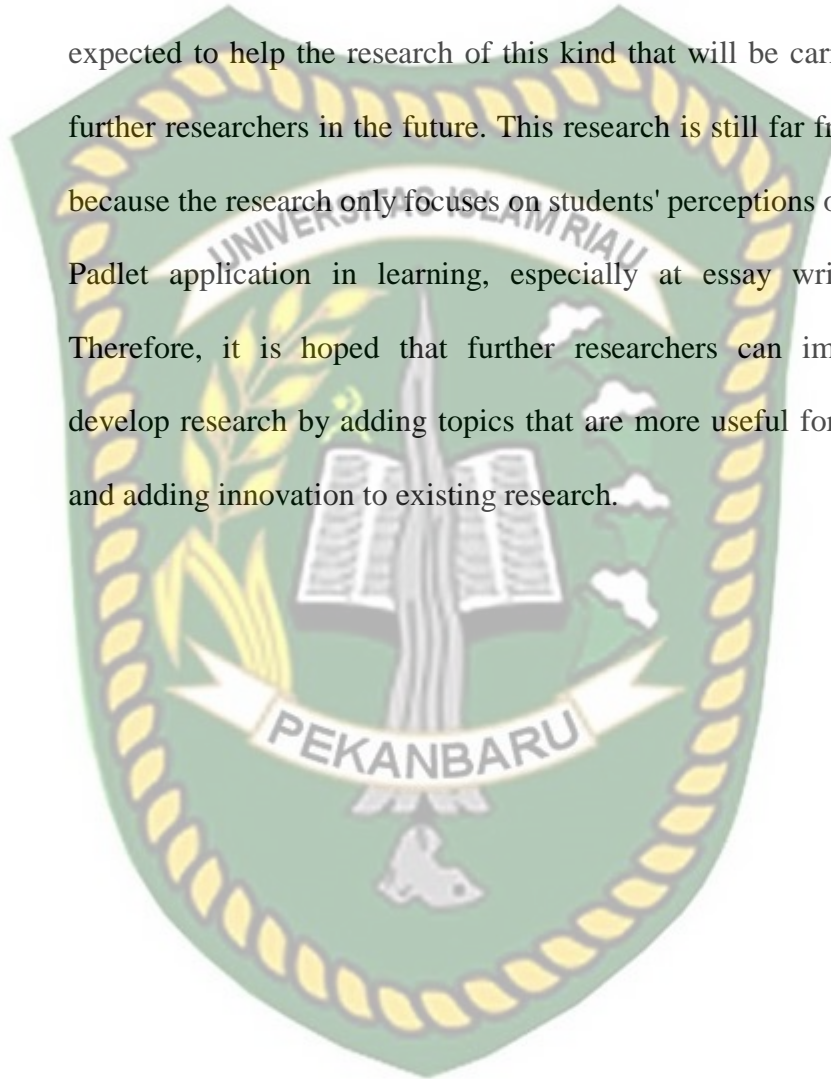 expected to help the research of this kind that will be car
further researchers in the future. This research is still far f
because the research only focuses on students' perceptions
Padlet application in learning, especially at essay wri
Therefore, it is hoped that further researchers can im
develop research by adding topics that are more useful for
and adding innovation to existing research.
UNIVERSITAS ISLAM RIAU
PEKANBARU